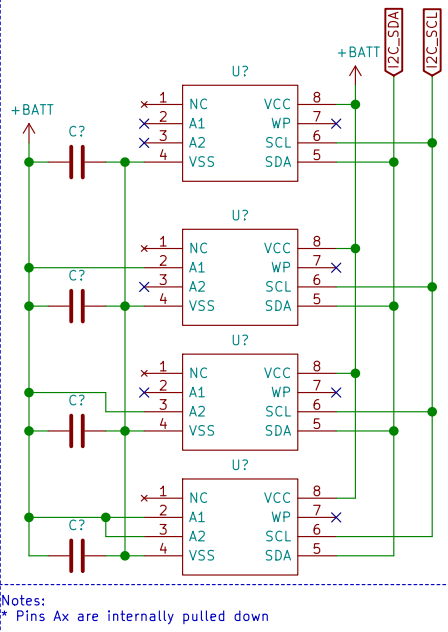 I2C_SDA
I2C_SCL
+BATT
+BATT
U?
1 NC VCC 8
2 A1 WP 7
3 A2 SCL 6
4 VSS SDA 5
C?
U?
1 NC VCC 8
2 A1 WP 7
3 A2 SCL 6
4 VSS SDA 5
C?
U?
1 NC VCC 8
2 A1 WP 7
3 A2 SCL 6
4 VSS SDA 5
C?
U?
1 NC VCC 8
2 A1 WP 7
3 A2 SCL 6
4 VSS SDA 5
C?
Notes:
* Pins Ax are internally pulled down